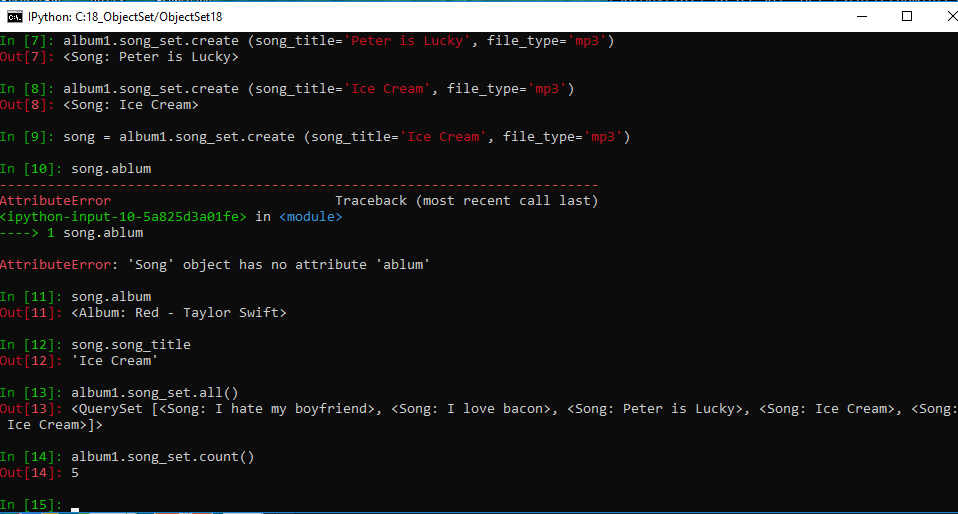 IPython: C:18_ObjectSet/ObjectSet18
In [7]: album1.song_set.create (song_title='Peter is Lucky', file_type='mp3')
Out[7]: <Song: Peter is Lucky>
In [8]: album1.song_set.create (song_title='Ice Cream', file_type='mp3')
Out[8]: <Song: Ice Cream>
In [9]: song = album1.song_set.create (song_title='Ice Cream', file_type='mp3')
In [10]: song.ablum
---------------------------------------------------------------------------
AttributeError                            Traceback (most recent call last)
<ipython-input-10-5a825d3a01fe> in <module>
----> 1 song.ablum
AttributeError: 'Song' object has no attribute 'ablum'
In [11]: song.album
Out[11]: <Album: Red - Taylor Swift>
In [12]: song.song_title
Out[12]: 'Ice Cream'
In [13]: album1.song_set.all()
Out[13]: <QuerySet [<Song: I hate my boyfriend>, <Song: I love bacon>, <Song: Peter is Lucky>, <Song: Ice Cream>, <Song:
Ice Cream>]>
In [14]: album1.song_set.count()
Out[14]: 5
In [15]: